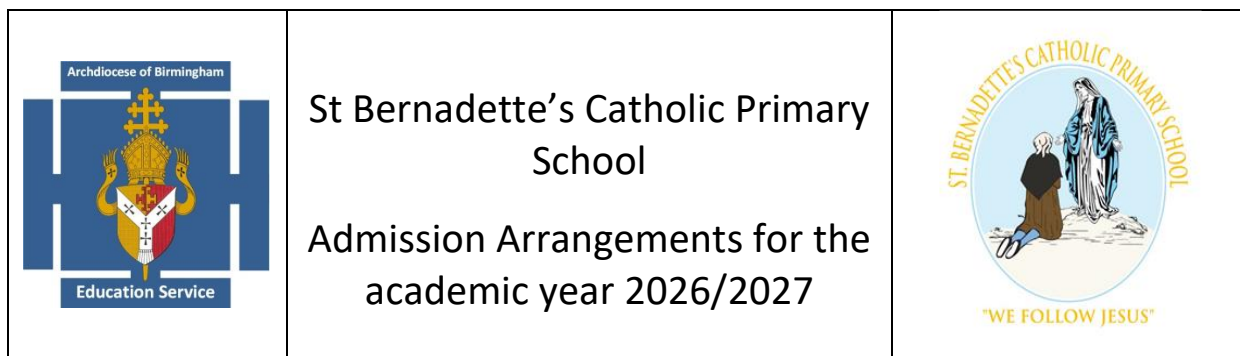 Archdiocese of Birmingham
Education Service
St Bernadette’s Catholic Primary
School
Admission Arrangements for the
academic year 2026/2027
ST. BERNADETTE'S CATHOLIC PRIMARY SCHOOL
"WE FOLLOW JESUS"